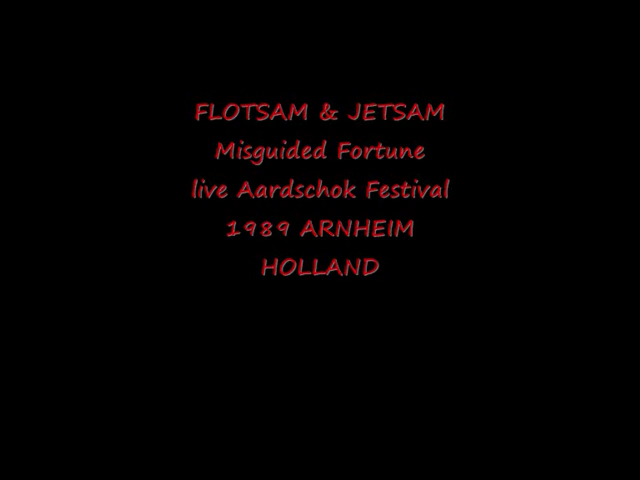 FLOTSAM & JETSAM
Misguided Fortune
live Aardschok Festival
1989 ARNHEIM
HOLLAND